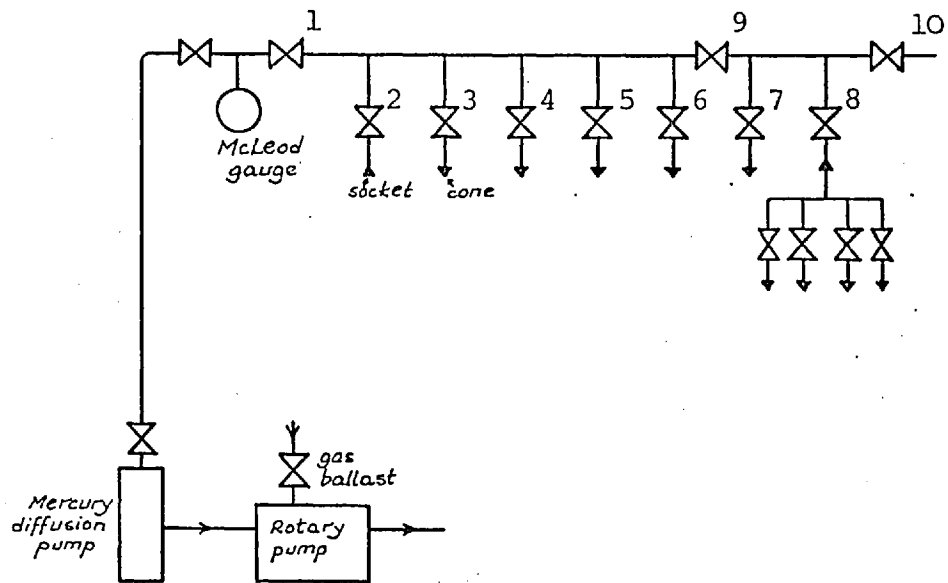 1
9
10
2
3
4
5
6
7
8
McLeod
gauge
socket
cone
gas
ballast
Mercury
diffusion
pump
Rotary
pump